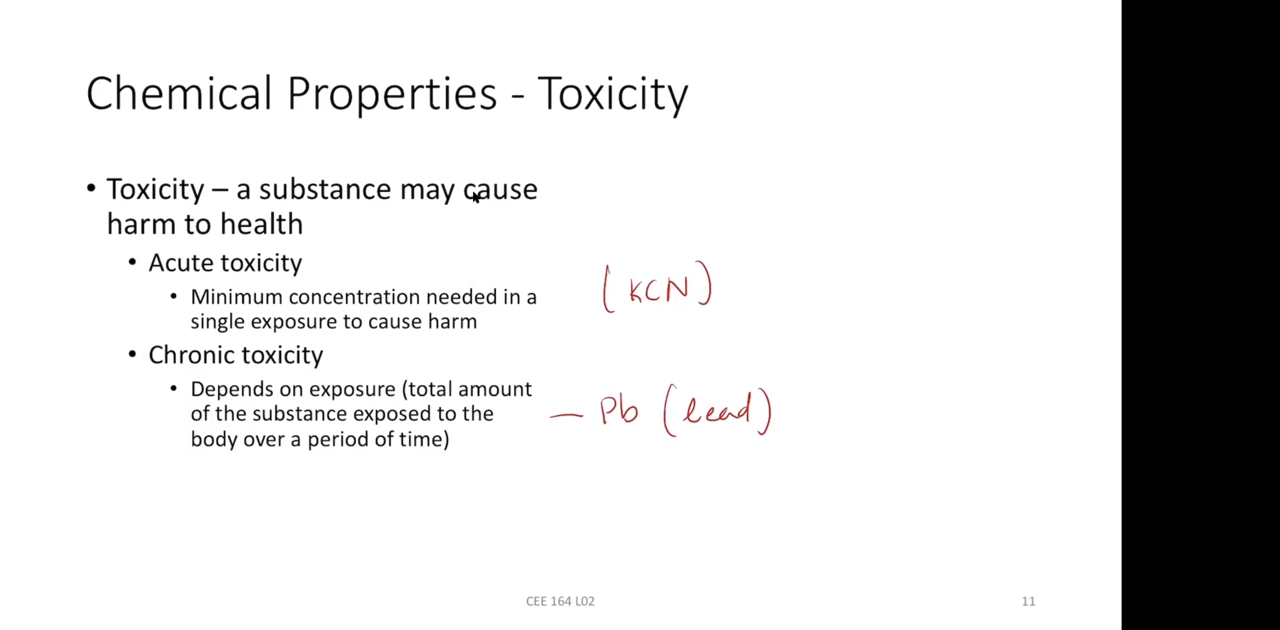 Chemical Properties - Toxicity
• Toxicity – a substance may cause
harm to health
• Acute toxicity
• Minimum concentration needed in a
single exposure to cause harm
(KCN)
• Chronic toxicity
• Depends on exposure (total amount
of the substance exposed to the
body over a period of time)
— Pb (lead)
CEE 164 L02
11